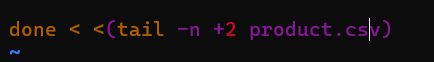 done < <(tail -n +2 product.csv)
~